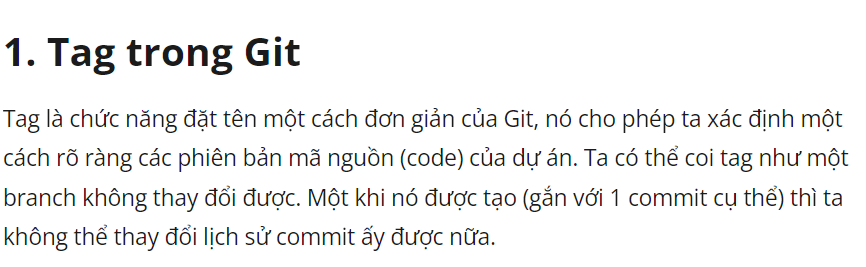 1. Tag trong Git
Tag là chức năng đặt tên một cách đơn giản của Git, nó cho phép ta xác định một
cách rõ ràng các phiên bản mã nguồn (code) của dự án. Ta có thể coi tag như một
branch không thay đổi được. Một khi nó được tạo (gắn với 1 commit cụ thể) thì ta
không thể thay đổi lịch sử commit ấy được nữa.